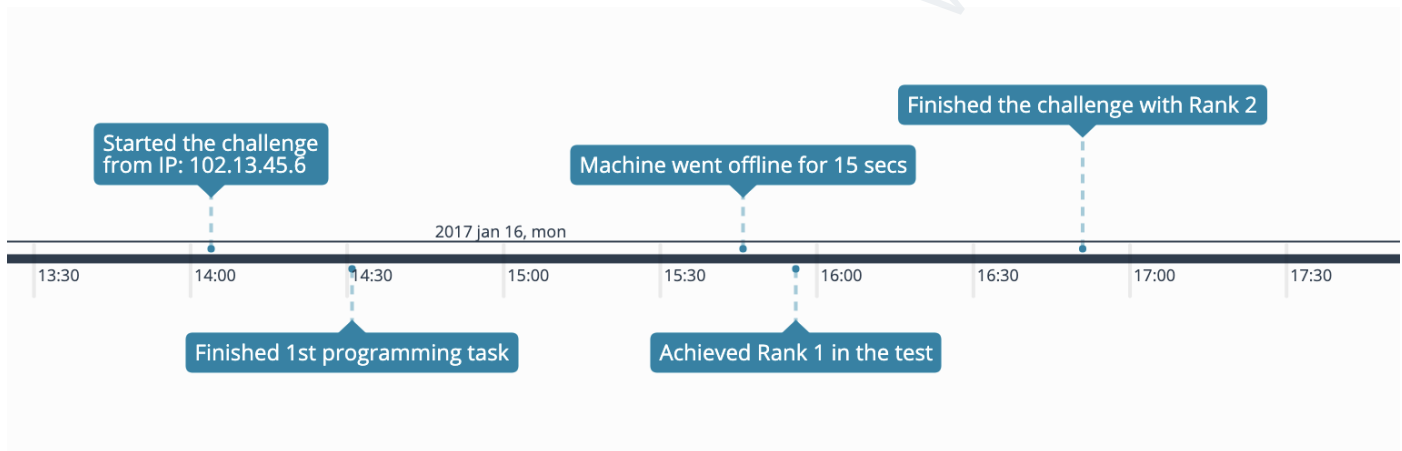 Finished the challenge with Rank 2
Started the challenge
from IP: 102.13.45.6
Machine went offline for 15 secs
2017 jan 16, mon
13:30
14:00
14:30
15:00
15:30
16:00
16:30
17:00
17:30
Finished 1st programming task
Achieved Rank 1 in the test